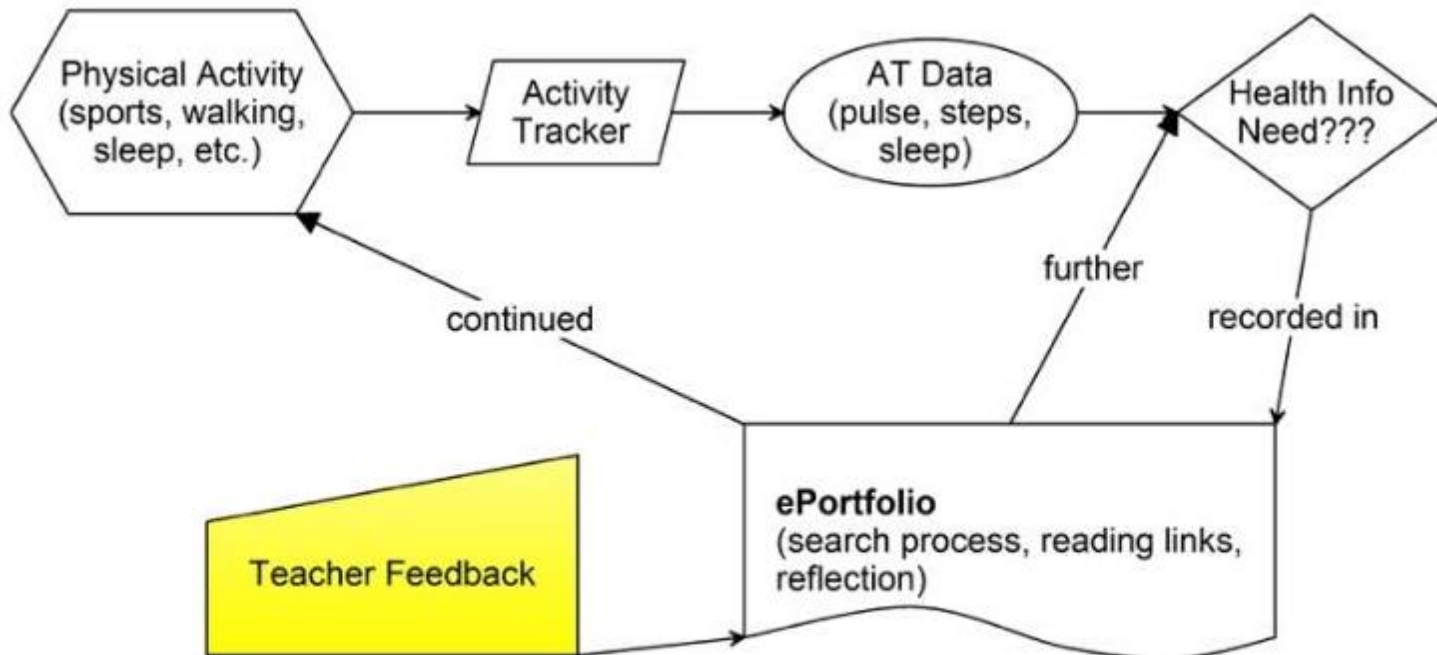 Physical Activity
(sports, walking,
sleep, etc.)
Activity
Tracker
AT Data
(pulse, steps,
sleep)
Health Info
Need???
further
continued
recorded in
ePortfolio
(search process, reading links,
reflection)
Teacher Feedback